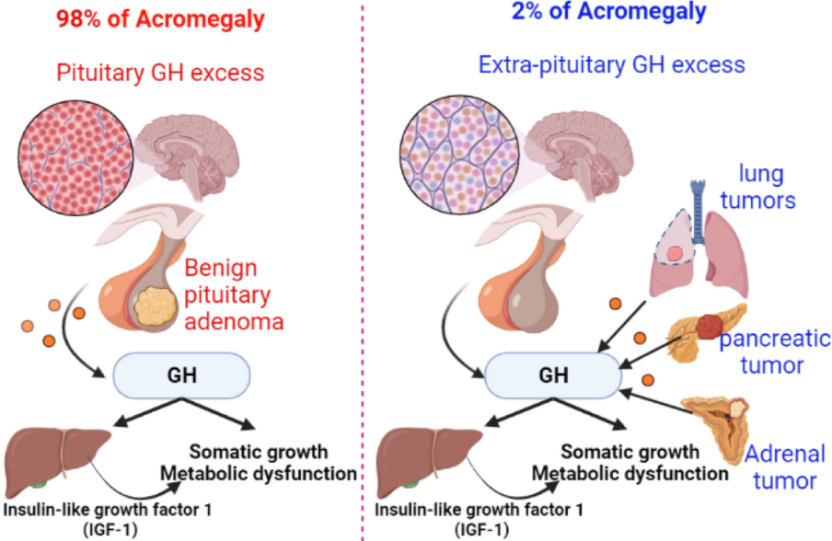 98% of Acromegaly
Pituitary GH excess
Benign
pituitary
adenoma
GH
Somatic growth
Metabolic dysfunction
Insulin-like growth factor 1
(IGF-1)
2% of Acromegaly
Extra-pituitary GH excess
lung
tumors
pancreatic
tumor
GH
Adrenal
tumor
Somatic growth
Metabolic dysfunction
Insulin-like growth factor 1
(IGF-1)